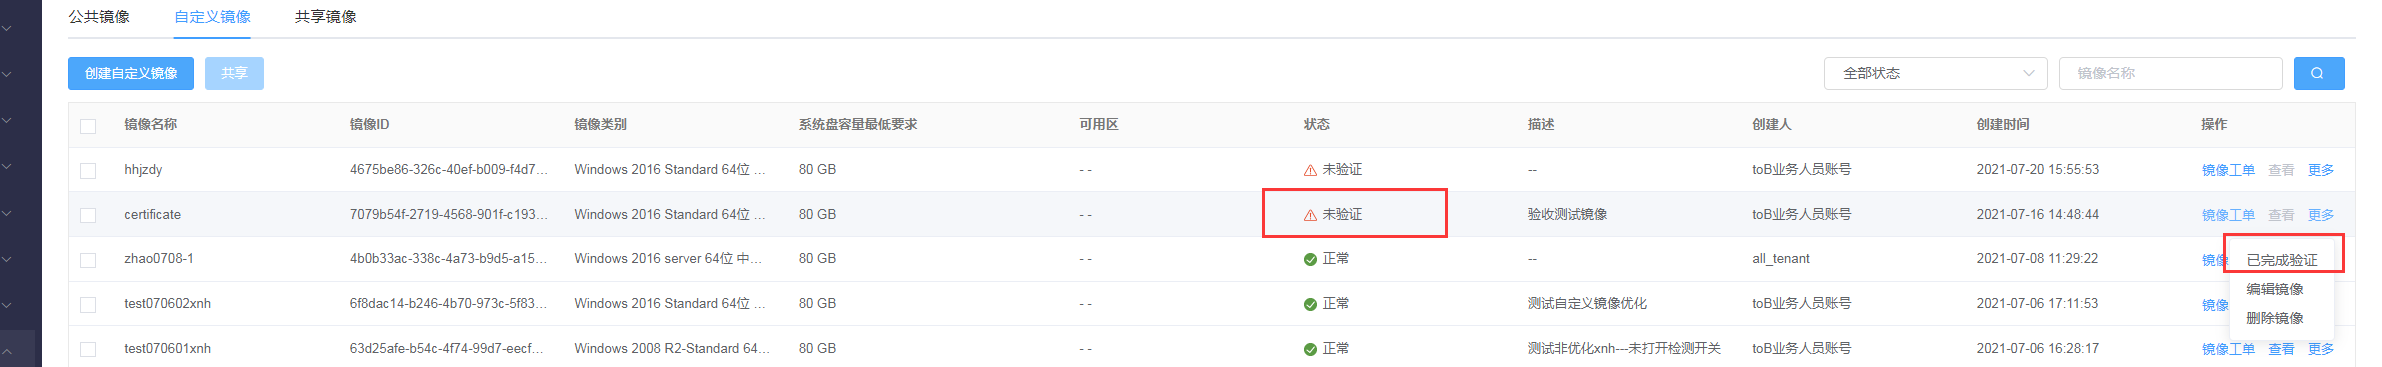 公共镜像 自定义镜像 共享镜像
创建自定义镜像 共享 全部状态 镜像名称
镜像名称 镜像ID 镜像类别 系统盘容量最低要求 可用区 状态 描述 创建人 创建时间 操作
hhjzdy 4675be86-326c-40ef-b009-f4d7... Windows 2016 Standard 64位 ... 80 GB - - 未验证 -- toB业务人员账号 2021-07-20 15:55:53 镜像工单 查看 更多
certificate 7079b54f-2719-4568-901f-c193... Windows 2016 Standard 64位 ... 80 GB - - 未验证 验收测试镜像 toB业务人员账号 2021-07-16 14:48:44 镜像工单 查看 更多
zhao0708-1 4b0b33ac-338c-4a73-b9d5-a15... Windows 2016 server 64位 中... 80 GB - - 正常 -- all_tenant 2021-07-08 11:29:22 镜像 已完成验证
编辑镜像
test070602xnh 6f8dac14-b246-4b70-973c-5f83... Windows 2016 Standard 64位 ... 80 GB - - 正常 测试自定义镜像优化 toB业务人员账号 2021-07-06 17:11:53 镜像
删除镜像
test070601xnh 63d25afe-b54c-4f74-99d7-eecf... Windows 2008 R2-Standard 64... 80 GB - - 正常 测试非优化xnh---未打开检测开关 toB业务人员账号 2021-07-06 16:28:17 镜像工单 查看 更多